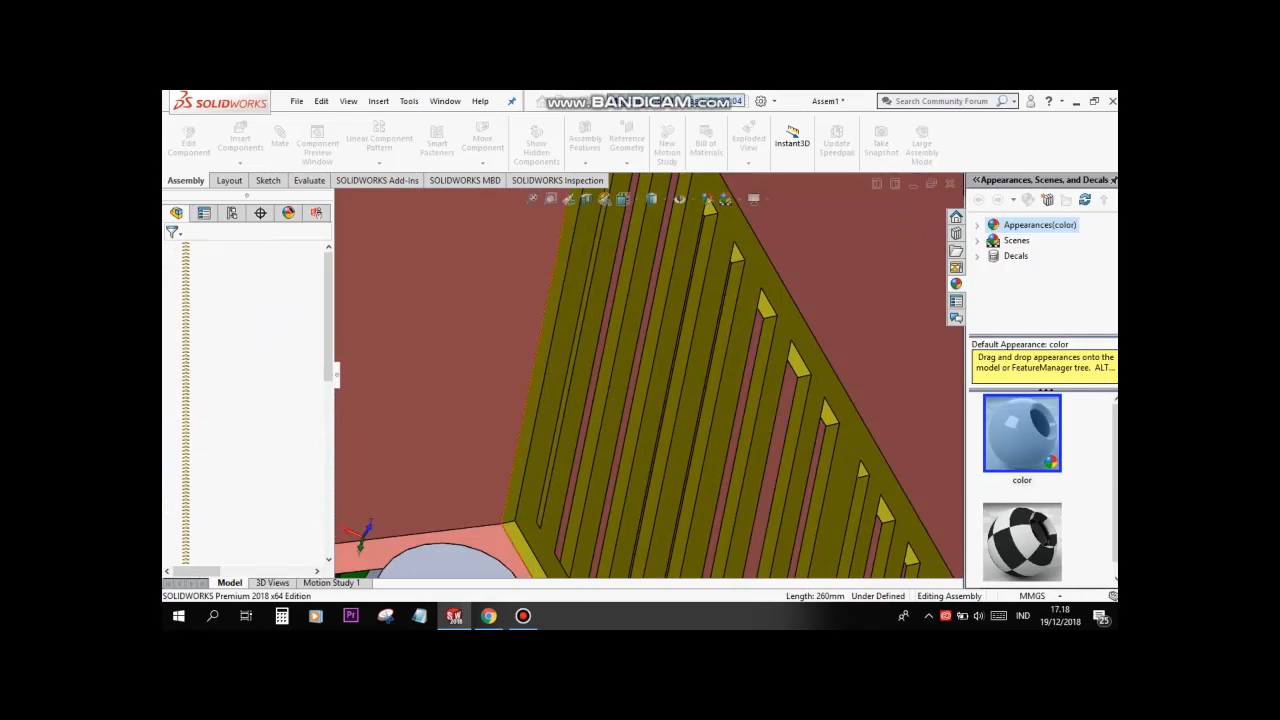 SOLIDWORKS File Edit View Insert Tools Window Help Assem1 * Search Community Forum ?
www.BANDICAM.com
Edit Component
Insert Components
Mate
Component Preview Window
Linear Component Pattern
Smart Fasteners
Move Component
Show Hidden Components
Assembly Features
Reference Geometry
New Motion Study
Bill of Materials
Exploded View
Instant3D
Update Speedpak
Take Snapshot
Large Assembly Mode
Assembly Layout Sketch Evaluate SOLIDWORKS Add-Ins SOLIDWORKS MBD SOLIDWORKS Inspection
Appearances, Scenes, and Decals
Appearances(color)
Scenes
Decals
Default Appearance: color
Drag and drop appearances onto the
model or FeatureManager tree. ALT...
color
Model 3D Views Motion Study 1
SOLIDWORKS Premium 2018 x64 Edition Length: 260mm Under Defined Editing Assembly MMGS
Pr SW 2018 IND 17.18
19/12/2018 25